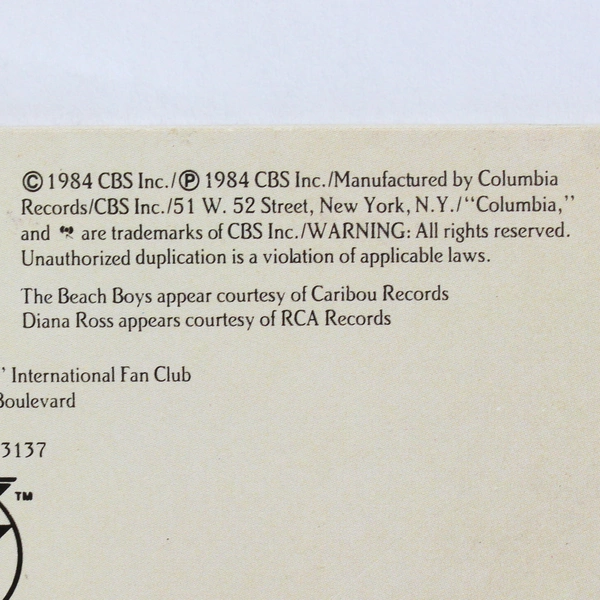 © 1984 CBS Inc./℗ 1984 CBS Inc./Manufactured by Columbia
Records/CBS Inc./51 W. 52 Street, New York, N.Y./“Columbia,”
and are trademarks of CBS Inc./WARNING: All rights reserved.
Unauthorized duplication is a violation of applicable laws.
The Beach Boys appear courtesy of Caribou Records
Diana Ross appears courtesy of RCA Records
’ International Fan Club
Boulevard
3137
TM